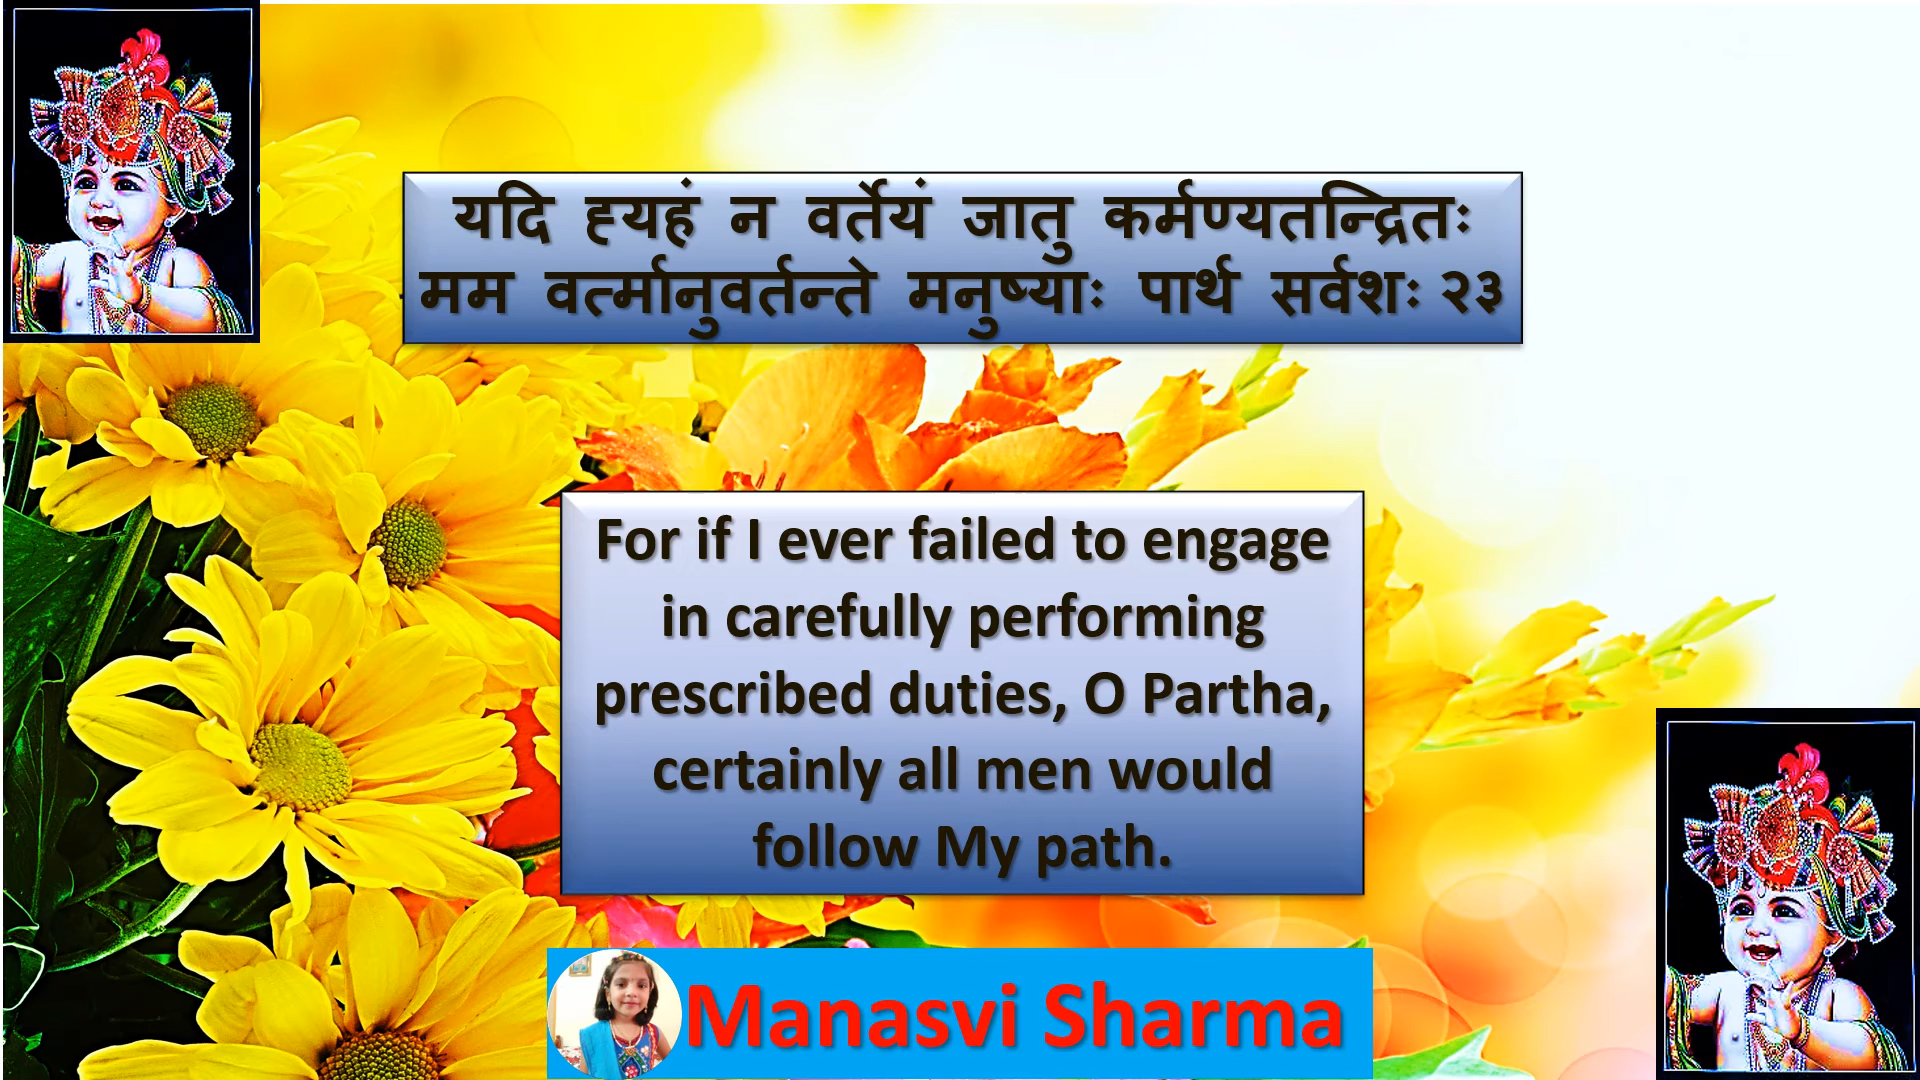 यदि ह्यहं न वर्तेयं जातु कर्मण्यतन्द्रितः
मम वर्त्मानुवर्तन्ते मनुष्याः पार्थ सर्वशः २३
For if I ever failed to engage
in carefully performing
prescribed duties, O Partha,
certainly all men would
follow My path.
Manasvi Sharma